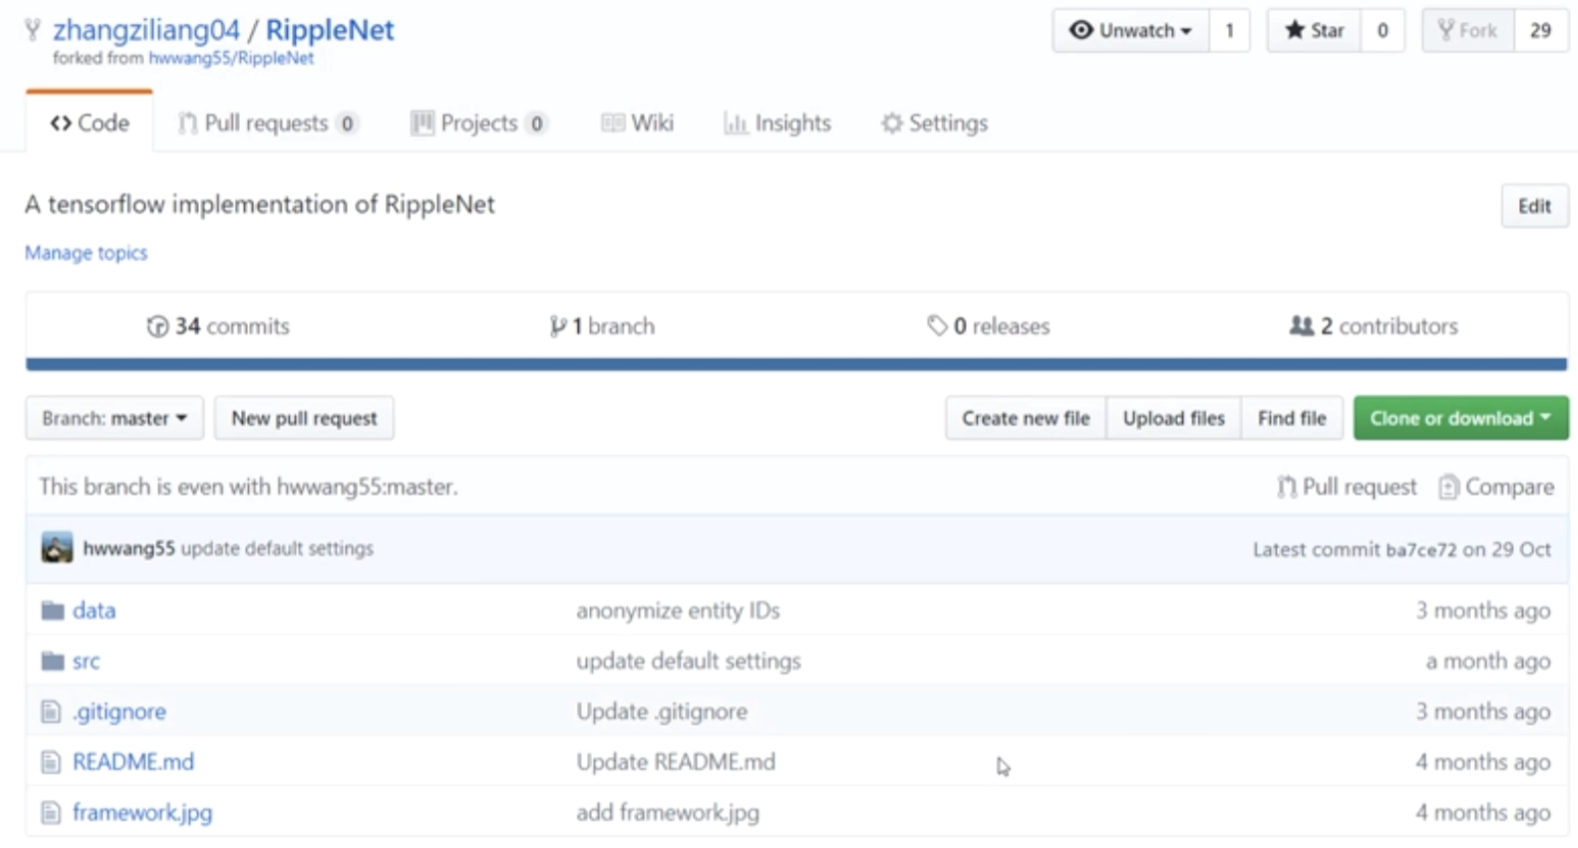 zhangziliang04 / RippleNet
Unwatch 1 Star 0 Fork 29
forked from hwwang55/RippleNet
Code Pull requests 0 Projects 0 Wiki Insights Settings
A tensorflow implementation of RippleNet
Edit
Manage topics
34 commits 1 branch 0 releases 2 contributors
Branch: master New pull request Create new file Upload files Find file Clone or download
This branch is even with hwwang55:master. Pull request Compare
hwwang55 update default settings Latest commit ba7ce72 on 29 Oct
data anonymize entity IDs 3 months ago
src update default settings a month ago
.gitignore Update .gitignore 3 months ago
README.md Update README.md 4 months ago
framework.jpg add framework.jpg 4 months ago